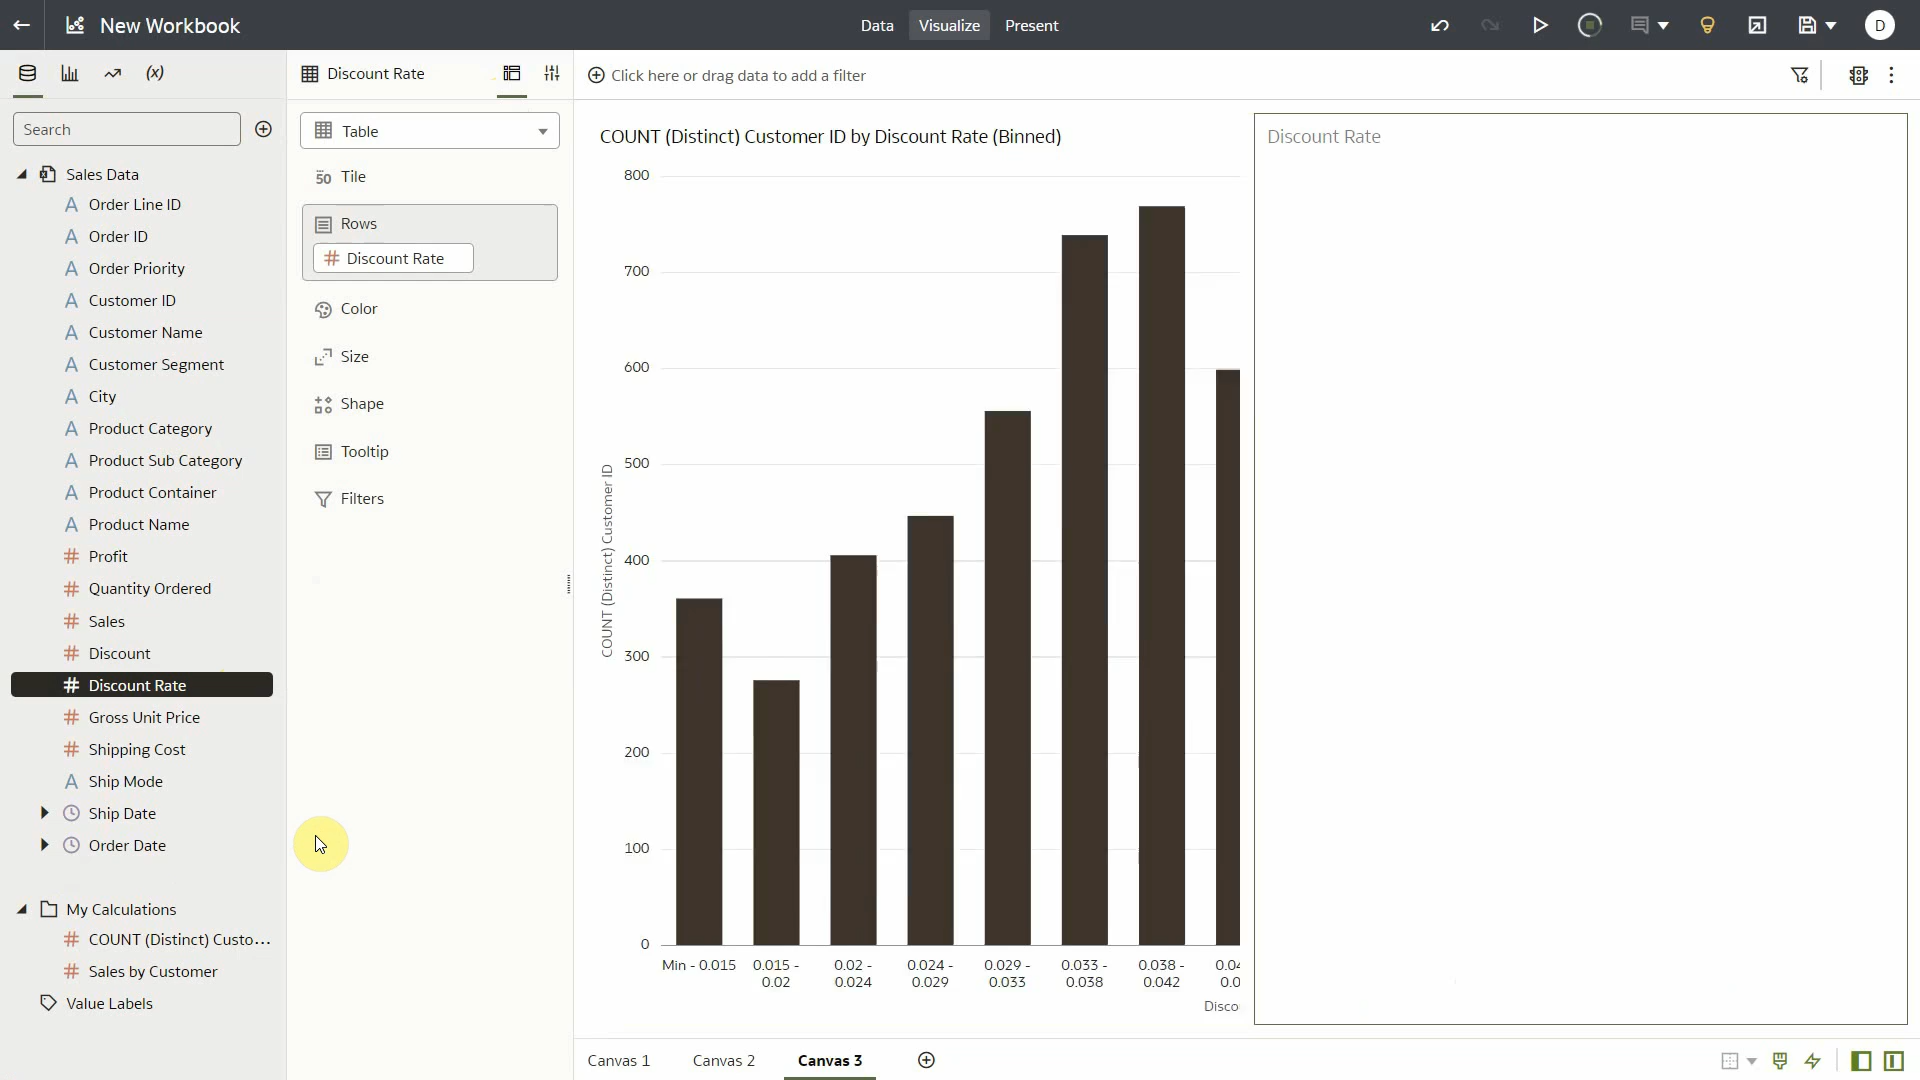 New Workbook
Data
Visualize
Present
D
Search
Sales Data
Order Line ID
Order ID
Order Priority
Customer ID
Customer Name
Customer Segment
City
Product Category
Product Sub Category
Product Container
Product Name
Profit
Quantity Ordered
Sales
Discount
Discount Rate
Gross Unit Price
Shipping Cost
Ship Mode
Ship Date
Order Date
My Calculations
COUNT (Distinct) Custo...
Sales by Customer
Value Labels
Discount Rate
Table
50 Tile
Rows
Discount Rate
Color
Size
Shape
Tooltip
Filters
Click here or drag data to add a filter
COUNT (Distinct) Customer ID by Discount Rate (Binned)
COUNT (Distinct) Customer ID
800
700
600
500
400
300
200
100
0
Min - 0.015
0.015 - 0.02
0.02 - 0.024
0.024 - 0.029
0.029 - 0.033
0.033 - 0.038
0.038 - 0.042
Disco
Discount Rate
Canvas 1
Canvas 2
Canvas 3